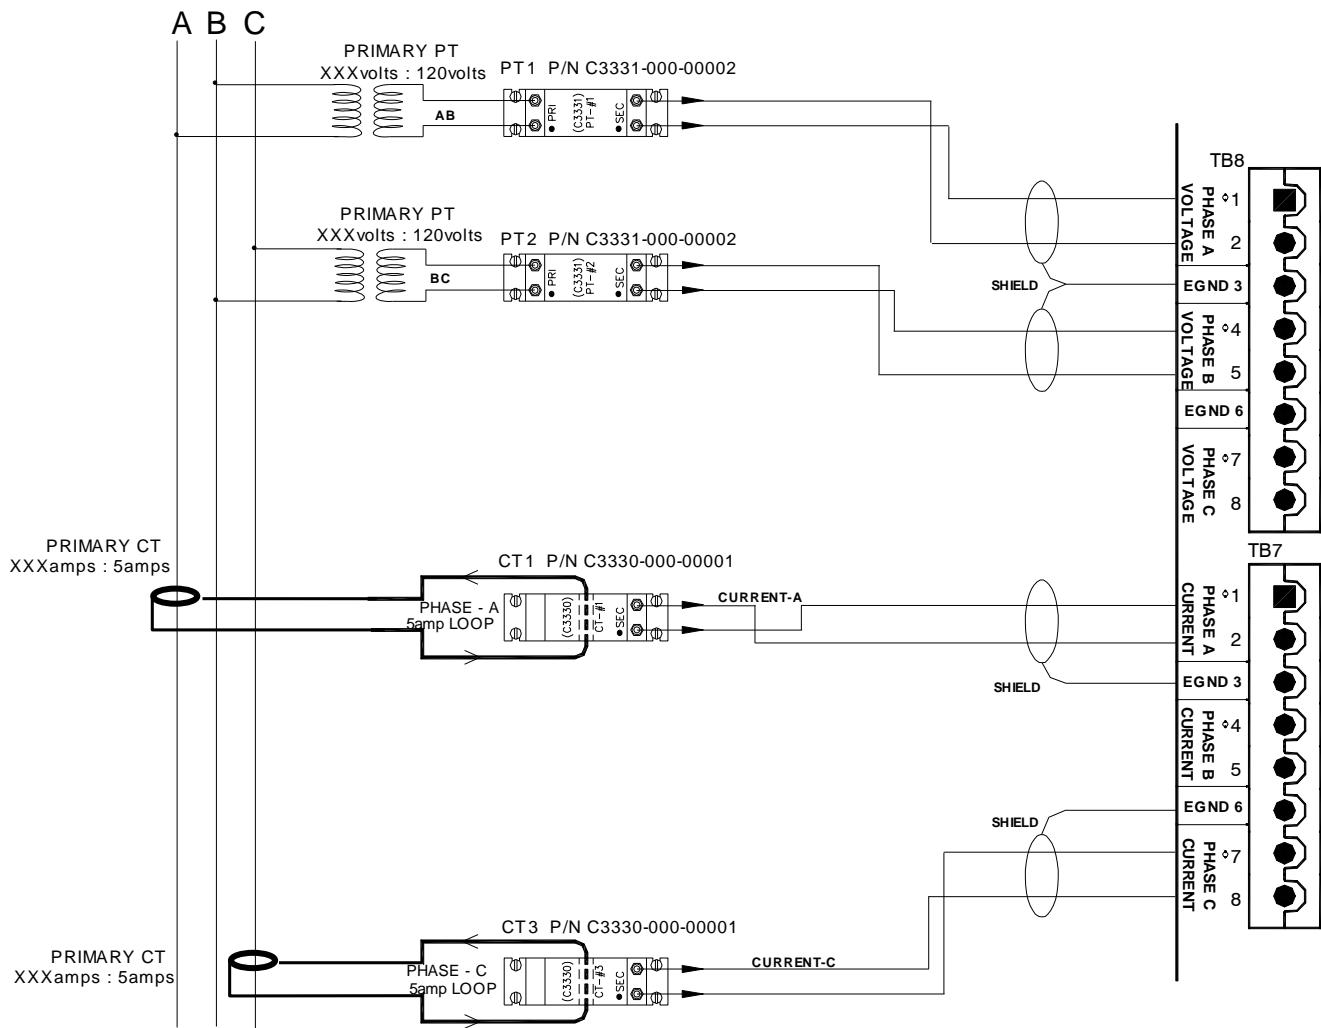 A B C
PRIMARY PT
XXXvolts : 120volts
PT1 P/N C3331-000-00002
AB
PRI
(C3331)
PT-#1
SEC
TB8
PHASE A
VOLTAGE
1
2
SHIELD
EGND 3
PRIMARY PT
XXXvolts : 120volts
PT2 P/N C3331-000-00002
BC
PRI
(C3331)
PT-#2
SEC
PHASE B
VOLTAGE
4
5
EGND 6
PHASE C
VOLTAGE
7
8
TB7
PRIMARY CT
XXXamps : 5amps
CT1 P/N C3330-000-00001
PHASE - A
5amp LOOP
(C3330)
CT-#1
SEC
CURRENT-A
PHASE A
CURRENT
1
2
SHIELD
EGND 3
PHASE B
CURRENT
4
5
EGND 6
SHIELD
PHASE C
CURRENT
7
8
PRIMARY CT
XXXamps : 5amps
CT3 P/N C3330-000-00001
PHASE - C
5amp LOOP
(C3330)
CT-#3
SEC
CURRENT-C